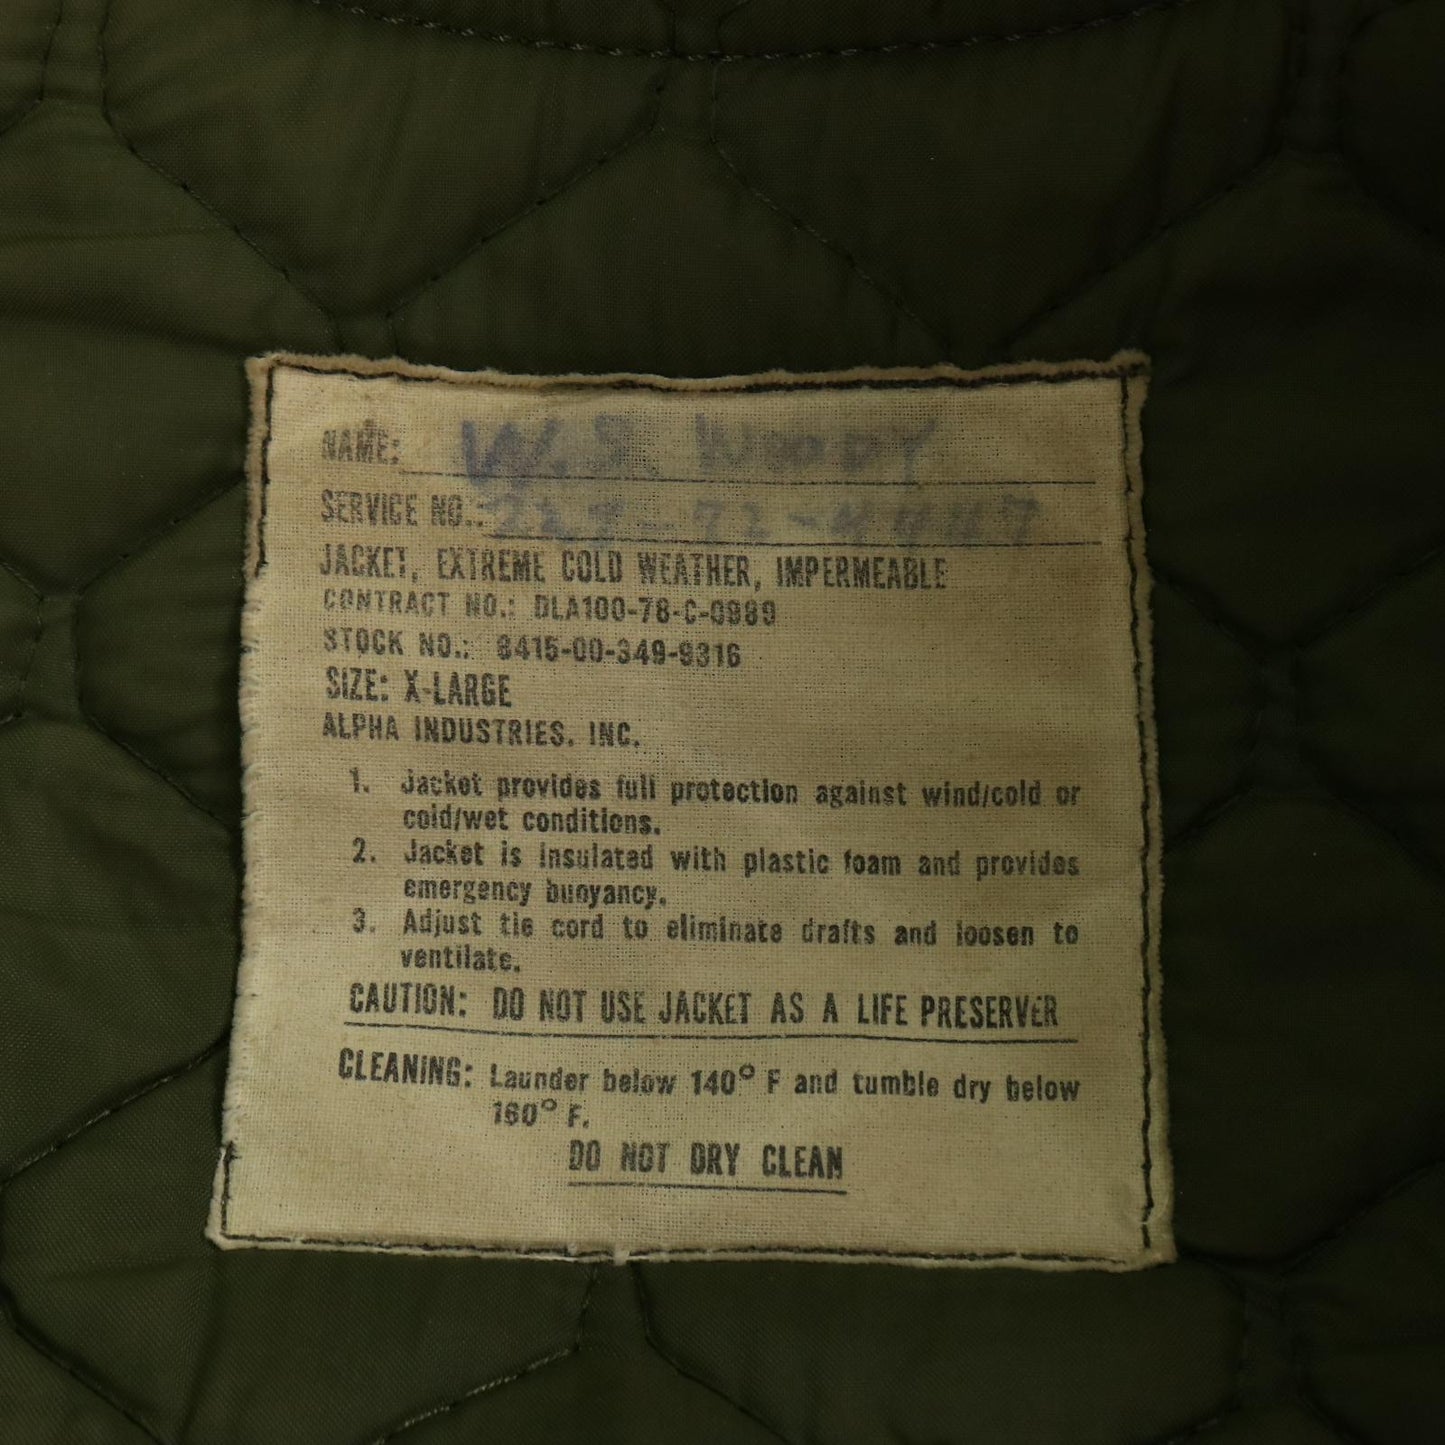 NAME: W.S. WOODY
SERVICE NO.:
JACKET, EXTREME COLD WEATHER, IMPERMEABLE
CONTRACT NO.: DLA100-78-C-0989
STOCK NO.: 8415-00-349-9316
SIZE: X-LARGE
ALPHA INDUSTRIES, INC.
1. Jacket provides full protection against wind/cold or
cold/wet conditions.
2. Jacket is insulated with plastic foam and provides
emergency buoyancy.
3. Adjust tie cord to eliminate drafts and loosen to
ventilate.
CAUTION: DO NOT USE JACKET AS A LIFE PRESERVER
CLEANING: Launder below 140° F and tumble dry below
160° F.
DO NOT DRY CLEAN